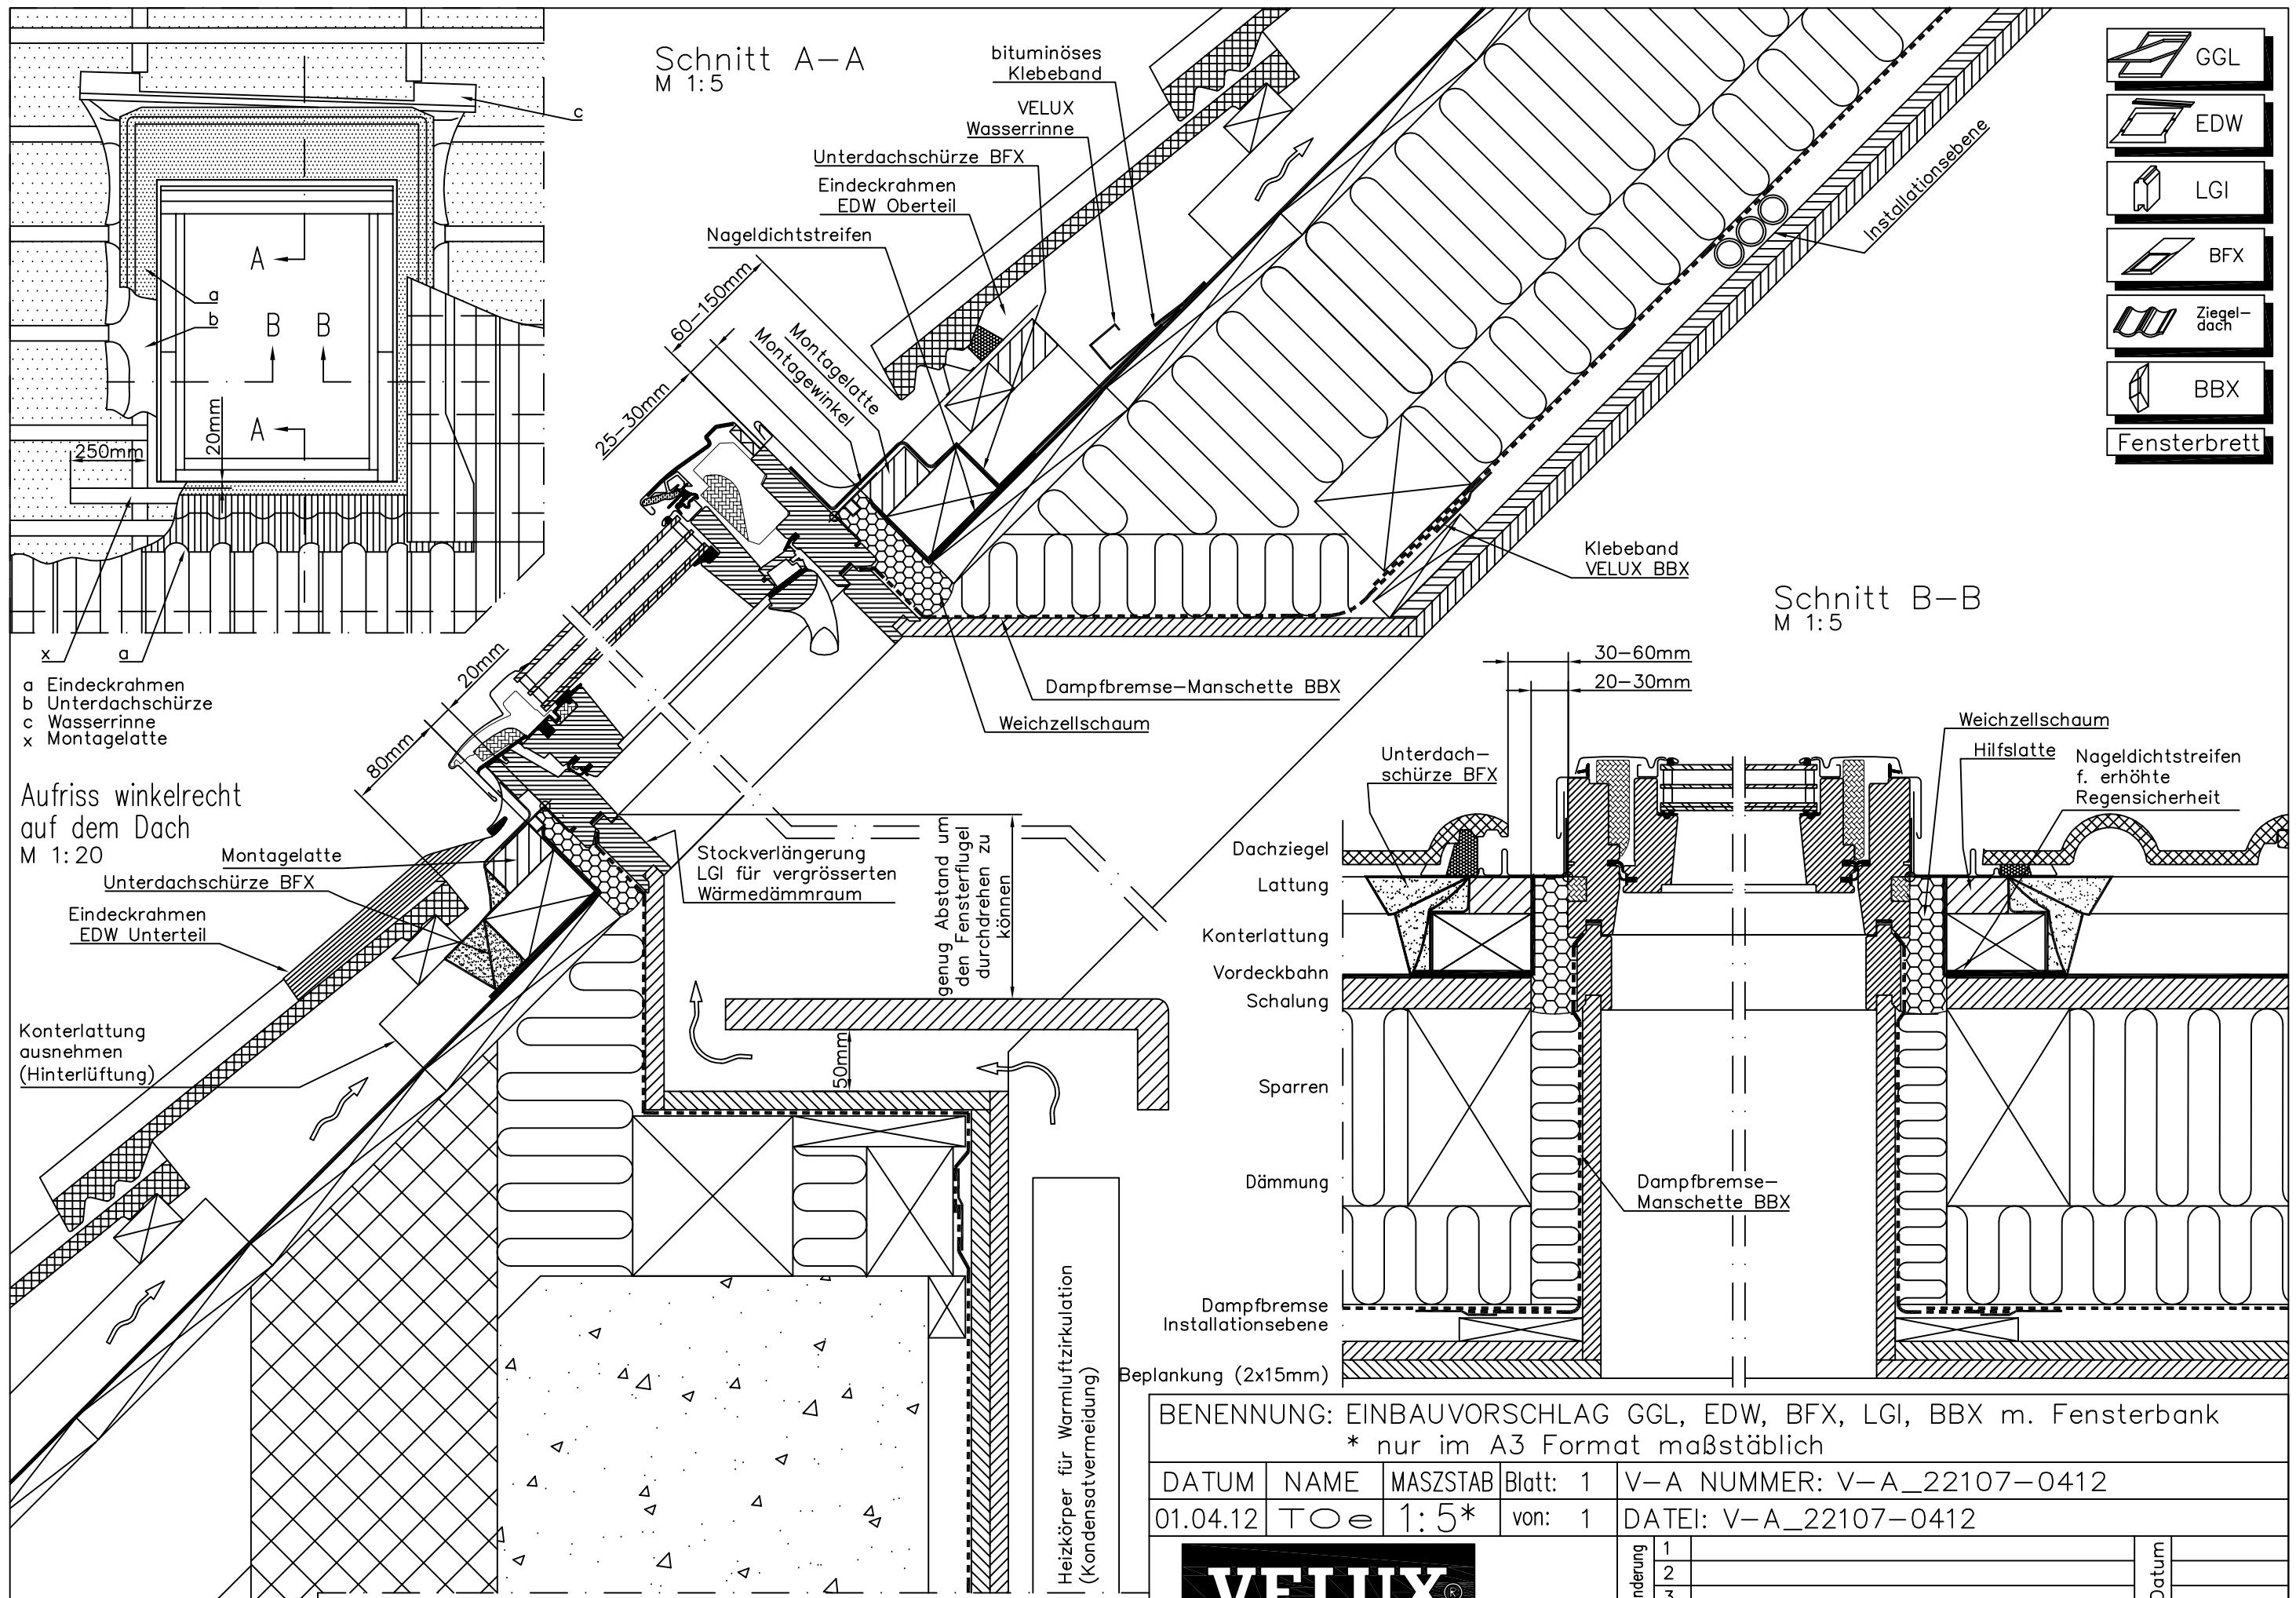 Schnitt A–A
M 1:5
bituminöses
Klebeband
VELUX
Wasserrinne
Unterdachschürze BFX
Eindeckrahmen
EDW Oberteil
Nageldichtstreifen
60–150mm
25–30mm
Montagelatte
Montagewinkel
c
A
a
b
B B
A
20mm
250mm
x
a
a Eindeckrahmen
b Unterdachschürze
c Wasserrinne
x Montagelatte
Aufriss winkelrecht
auf dem Dach
M 1:20
20mm
80mm
Montagelatte
Unterdachschürze BFX
Eindeckrahmen
EDW Unterteil
Konterlattung
ausnehmen
(Hinterlüftung)
Installationsebene
Klebeband
VELUX BBX
Dampfbremse–Manschette BBX
Weichzellschaum
Stockverlängerung
LGI für vergrösserten
Wärmedämmraum
genug Abstand um
den Fensterflügel
durchdrehen zu
können
50mm
Heizkörper für Warmluftzirkulation
(Kondensatvermeidung)
GGL
EDW
LGI
BFX
Ziegel–
dach
BBX
Fensterbrett
Schnitt B–B
M 1:5
30–60mm
20–30mm
Unterdach–
schürze BFX
Weichzellschaum
Hilfslatte
Nageldichtstreifen
f. erhöhte
Regensicherheit
Dachziegel
Lattung
Konterlattung
Vordeckbahn
Schalung
Sparren
Dämmung
Dampfbremse–
Manschette BBX
Dampfbremse
Installationsebene
Beplankung (2x15mm)
BENENNUNG: EINBAUVORSCHLAG GGL, EDW, BFX, LGI, BBX m. Fensterbank
* nur im A3 Format maßstäblich
DATUM NAME MASZSTAB Blatt: 1 V–A NUMMER: V–A_22107–0412
01.04.12 TOe 1:5* von: 1 DATEI: V–A_22107–0412
VELUX®
1
2
3
Datum